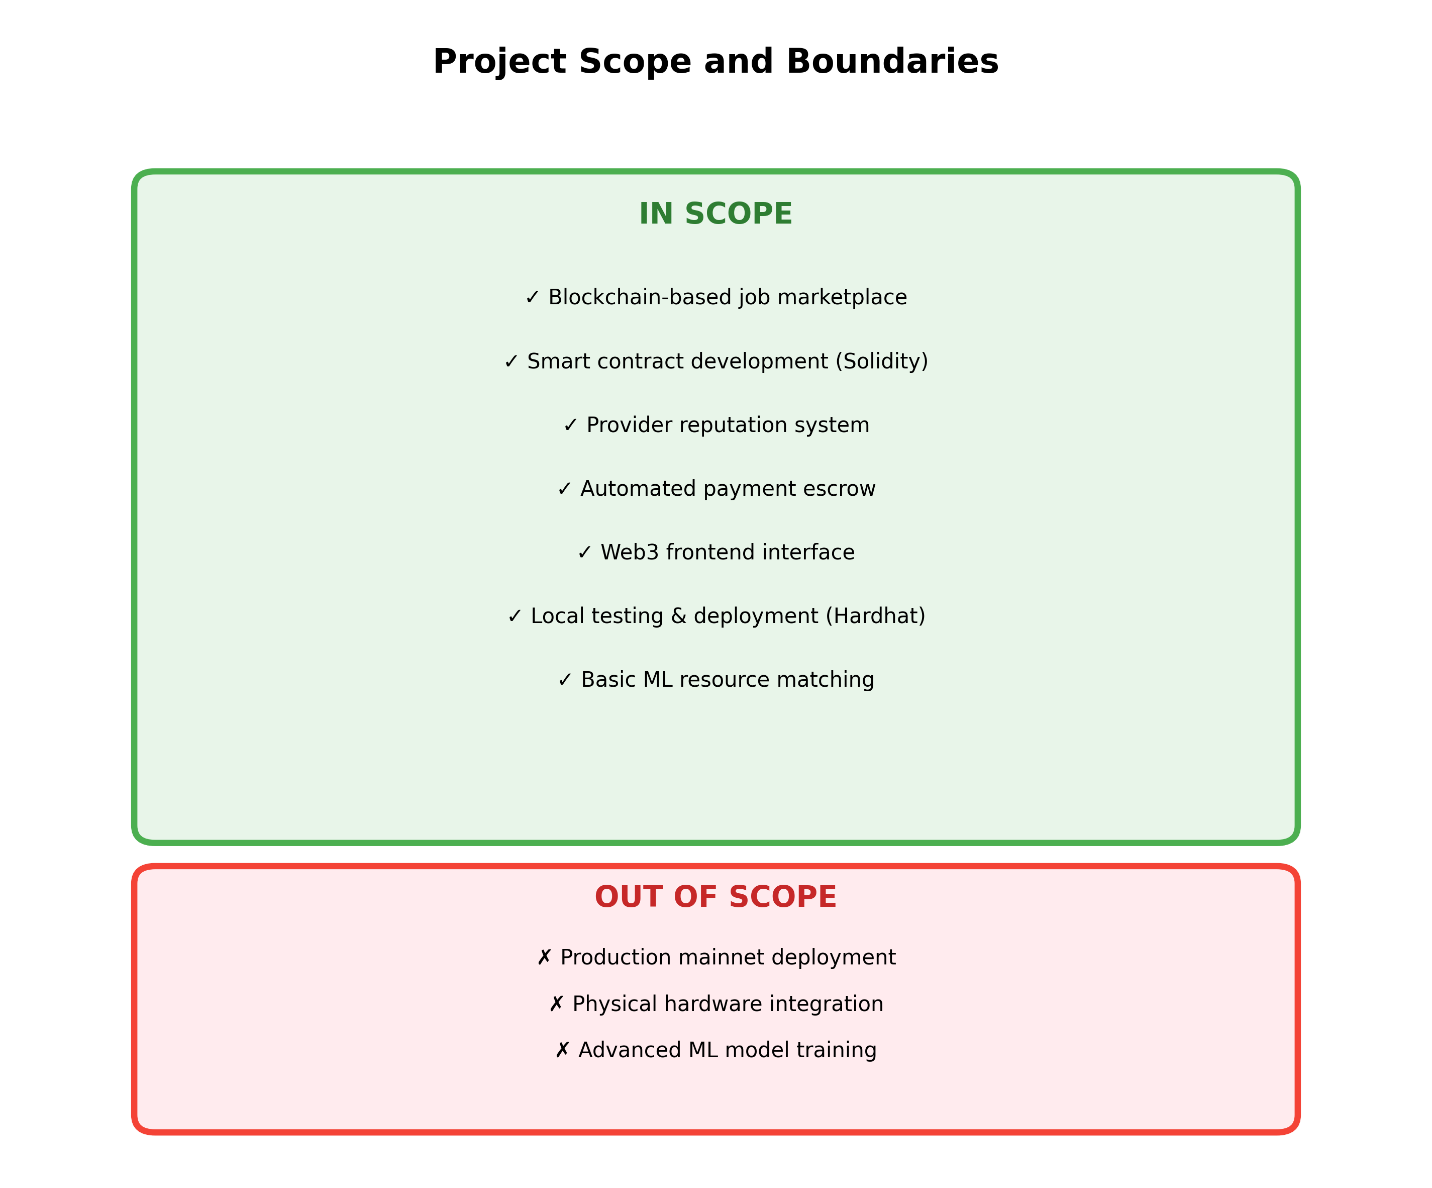 Project Scope and Boundaries
IN SCOPE
✓ Blockchain-based job marketplace
✓ Smart contract development (Solidity)
✓ Provider reputation system
✓ Automated payment escrow
✓ Web3 frontend interface
✓ Local testing & deployment (Hardhat)
✓ Basic ML resource matching
OUT OF SCOPE
✗ Production mainnet deployment
✗ Physical hardware integration
✗ Advanced ML model training